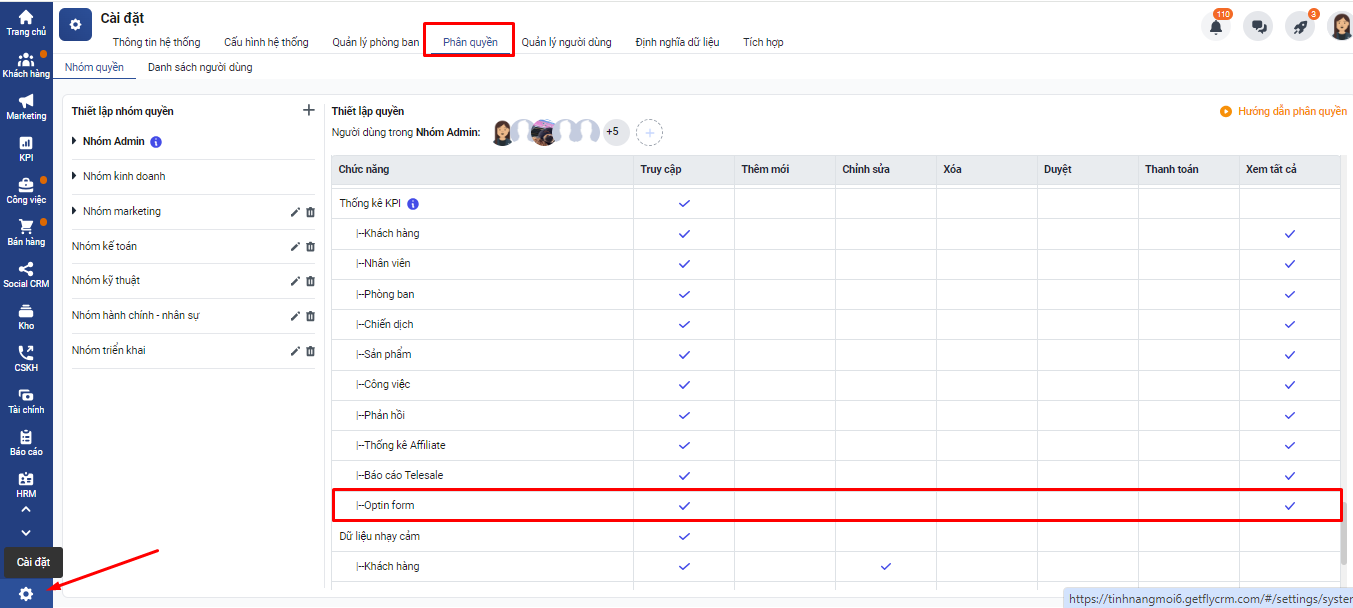 Cài đặt
110
3
Thông tin hệ thống Cấu hình hệ thống Quản lý phòng ban Phân quyền Quản lý người dùng Định nghĩa dữ liệu Tích hợp
Nhóm quyền Danh sách người dùng
Trang chủ
Khách hàng
Marketing
KPI
Công việc
Bán hàng
Social CRM
Kho
CSKH
Tài chính
Báo cáo
HRM
Cài đặt
Thiết lập nhóm quyền
Nhóm Admin
Nhóm kinh doanh
Nhóm marketing
Nhóm kế toán
Nhóm kỹ thuật
Nhóm hành chính - nhân sự
Nhóm triển khai
Thiết lập quyền
Hướng dẫn phân quyền
Người dùng trong Nhóm Admin: +5
Chức năng Truy cập Thêm mới Chỉnh sửa Xóa Duyệt Thanh toán Xem tất cả
Thống kê KPI
|--Khách hàng
|--Nhân viên
|--Phòng ban
|--Chiến dịch
|--Sản phẩm
|--Công việc
|--Phản hồi
|--Thống kê Affiliate
|--Báo cáo Telesale
|--Optin form
Dữ liệu nhạy cảm
|--Khách hàng
https://tinhnangmoi6.getflycrm.com/#/settings/syster